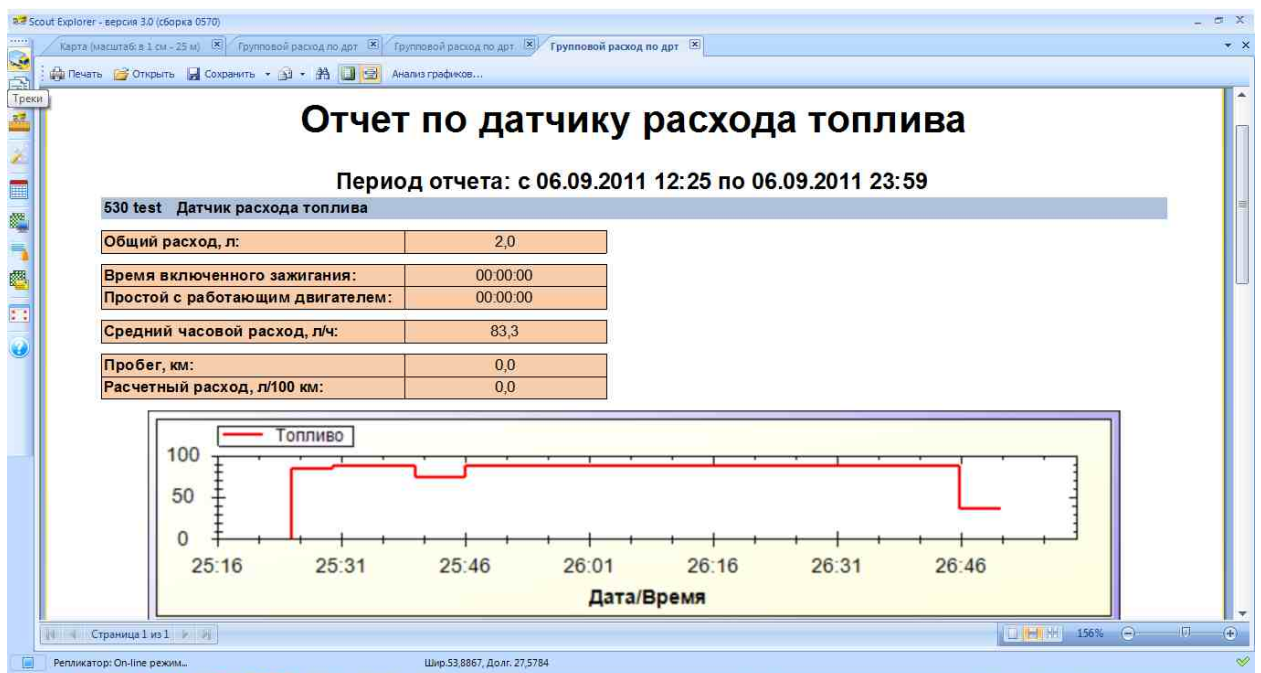 Scout Explorer - версия 3.0 (сборка 0570)
Карта (масштаб: в 1 см - 25 м) Групповой расход по дрт Групповой расход по дрт Групповой расход по дрт
Печать Открыть Сохранить Анализ графиков...
Треки
Отчет по датчику расхода топлива
Период отчета: с 06.09.2011 12:25 по 06.09.2011 23:59
530 test Датчик расхода топлива
Общий расход, л: 2,0
Время включенного зажигания: 00:00:00
Простой с работающим двигателем: 00:00:00
Средний часовой расход, л/ч: 83,3
Пробег, км: 0,0
Расчетный расход, л/100 км: 0,0
Топливо
100
50
0
25:16 25:31 25:46 26:01 26:16 26:31 26:46
Дата/Время
Страница 1 из 1 156%
Репликатор: On-line режим... Шир.53,8867, Долг. 27,5784